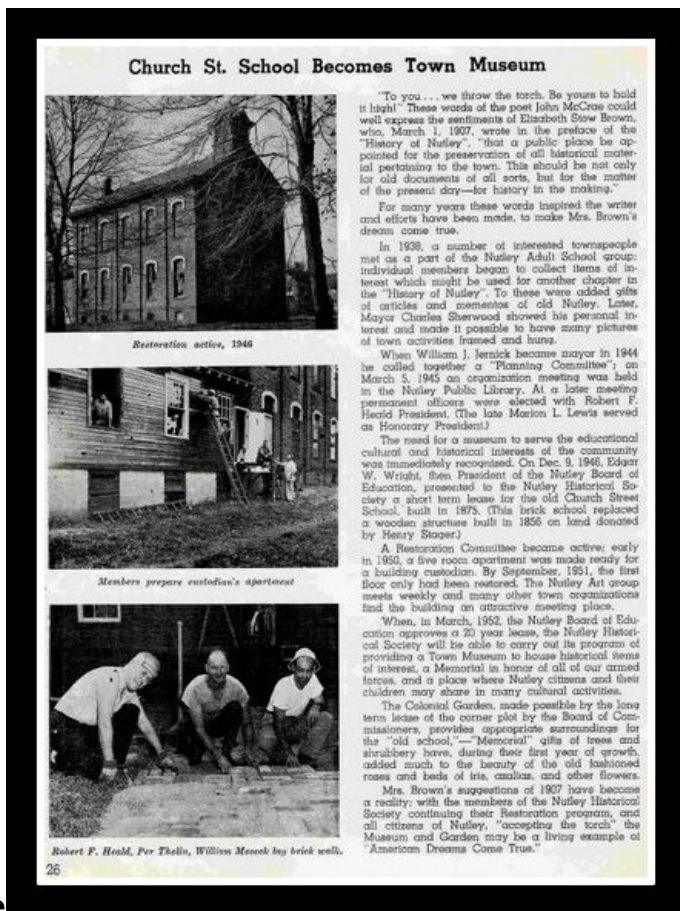 Church St. School Becomes Town Museum
Restoration active, 1946
Members prepare custodian's apartment
Robert F. Heald, Per Thelin, William Meseck lay brick walk.
26
"To you . . . we throw the torch. Be yours to hold
it high!" These words of the poet John McCrae could
well express the sentiments of Elizabeth Stow Brown,
who, March 1, 1907, wrote in the preface of the
"History of Nutley", "that a public place be ap-
pointed for the preservation of all historical mater-
ial pertaining to the town. This should be not only
for old documents of all sorts, but for the matter
of the present day—for history in the making."
For many years these words inspired the writer
and efforts have been made, to make Mrs. Brown's
dream come true.
In 1938, a number of interested townspeople
met as a part of the Nutley Adult School group:
individual members began to collect items of in-
terest which might be used for another chapter in
the "History of Nutley". To these were added gifts
of articles and mementos of old Nutley. Later,
Mayor Charles Sherwood showed his personal in-
terest and made it possible to have many pictures
of town activities framed and hung.
When William J. Jernick became mayor in 1944
he called together a "Planning Committee"; on
March 5, 1945 an organization meeting was held
in the Nutley Public Library. At a later meeting
permanent officers were elected with Robert F.
Heald President. (The late Marion L. Lewis served
as Honorary President.)
The need for a museum to serve the educational
cultural and historical interests of the community
was immediately recognized. On Dec. 9, 1946, Edgar
W. Wright, then President of the Nutley Board of
Education, presented to the Nutley Historical So-
ciety a short term lease for the old Church Street
School, built in 1875. (This brick school replaced
a wooden structure built in 1856 on land donated
by Henry Stager.)
A Restoration Committee became active; early
in 1950, a five room apartment was made ready for
a building custodian. By September, 1951, the first
floor only had been restored. The Nutley Art group
meets weekly and many other town organizations
find the building an attractive meeting place.
When, in March, 1952, the Nutley Board of Edu-
cation approves a 20 year lease, the Nutley Histori-
cal Society will be able to carry out its program of
providing a Town Museum to house historical items
of interest, a Memorial in honor of all of our armed
forces, and a place where Nutley citizens and their
children may share in many cultural activities.
The Colonial Garden, made possible by the long
term lease of the corner plot by the Board of Com-
missioners, provides appropriate surroundings for
the "old school,"—"Memorial" gifts of trees and
shrubbery have, during their first year of growth,
added much to the beauty of the old fashioned
roses and beds of iris, azalias, and other flowers.
Mrs. Brown's suggestions of 1907 have become
a reality; with the members of the Nutley Historical
Society continuing their Restoration program, and
all citizens of Nutley, "accepting the torch" the
Museum and Garden may be a living example of
"American Dreams Come True."